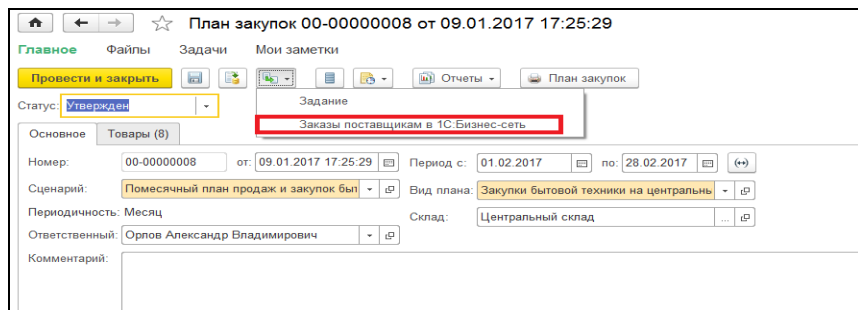 План закупок 00-00000008 от 09.01.2017 17:25:29
Главное Файлы Задачи Мои заметки
Провести и закрыть Отчеты План закупок
Статус: Утвержден Задание
Заказы поставщикам в 1С:Бизнес-сеть
Основное Товары (8)
Номер: 00-00000008 от: 09.01.2017 17:25:29 Период с: 01.02.2017 по: 28.02.2017
Сценарий: Помесячный план продаж и закупок быт Вид плана: Закупки бытовой техники на центральнь
Периодичность: Месяц Склад: Центральный склад
Ответственный: Орлов Александр Владимирович
Комментарий: